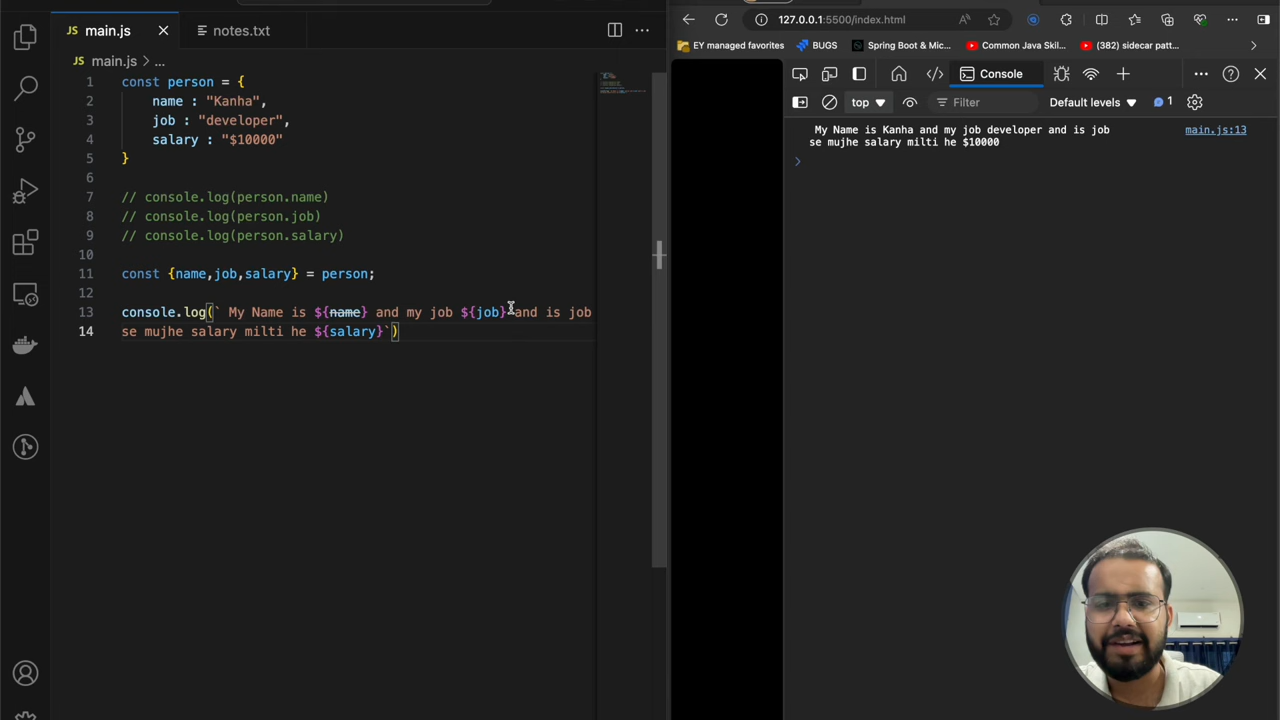 JS main.js
notes.txt
JS main.js > ...
1 const person = {
2 name : "Kanha",
3 job : "developer",
4 salary : "$10000"
5 }
6
7 // console.log(person.name)
8 // console.log(person.job)
9 // console.log(person.salary)
10
11 const {name,job,salary} = person;
12
13 console.log(` My Name is ${name} and my job ${job} and is job
14 se mujhe salary milti he ${salary}`)
127.0.0.1:5500/index.html
EY managed favorites
BUGS
Spring Boot & Mic...
Common Java Skil...
(382) sidecar patt...
Console
top
Filter
Default levels
1
My Name is Kanha and my job developer and is job main.js:13
se mujhe salary milti he $10000